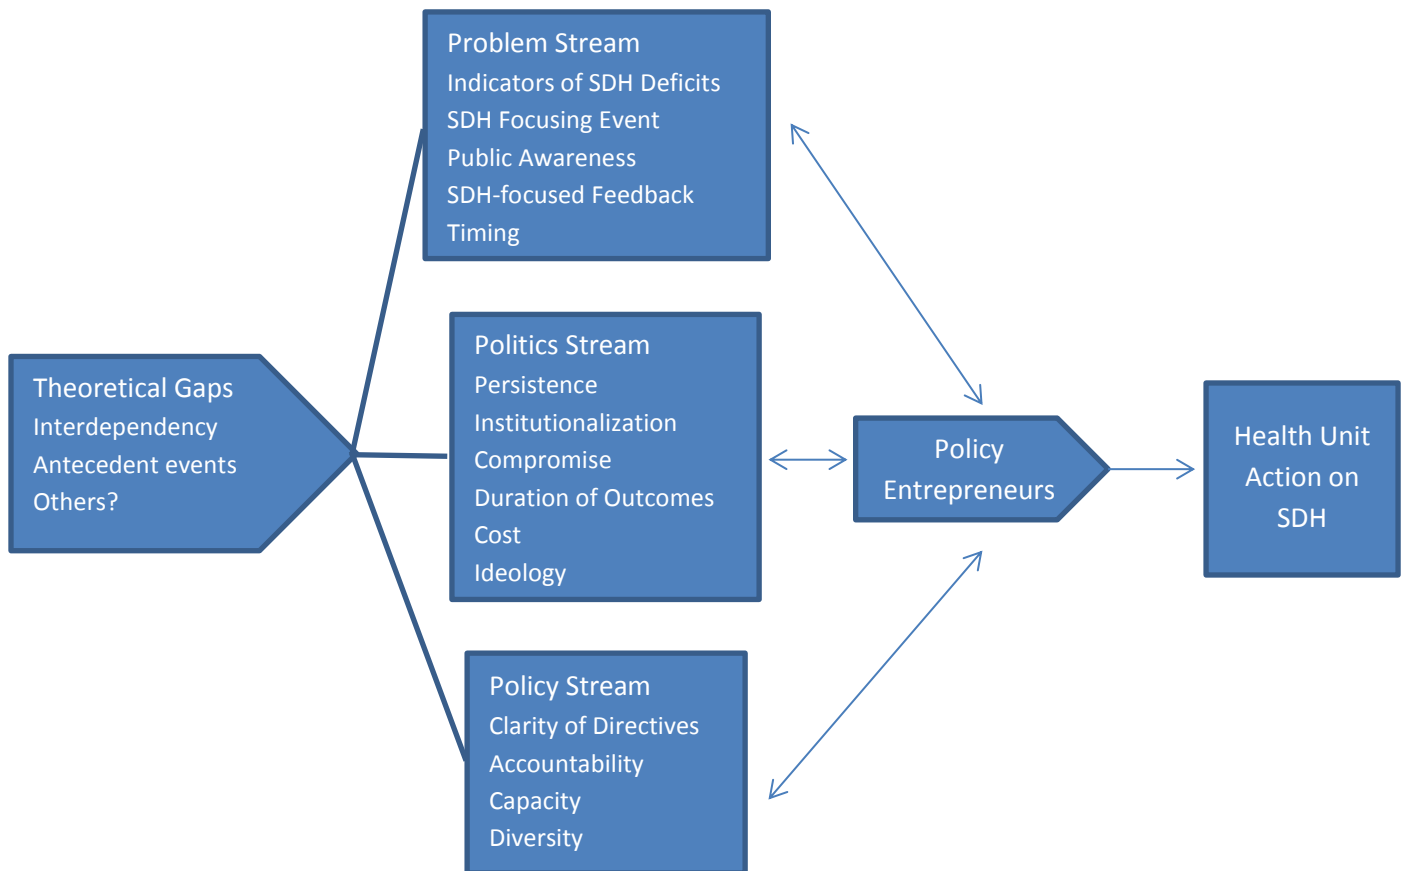 Problem Stream
Indicators of SDH Deficits
SDH Focusing Event
Public Awareness
SDH-focused Feedback
Timing
Theoretical Gaps
Interdependency
Antecedent events
Others?
Politics Stream
Persistence
Institutionalization
Compromise
Duration of Outcomes
Cost
Ideology
Policy
Entrepreneurs
Health Unit
Action on
SDH
Policy Stream
Clarity of Directives
Accountability
Capacity
Diversity